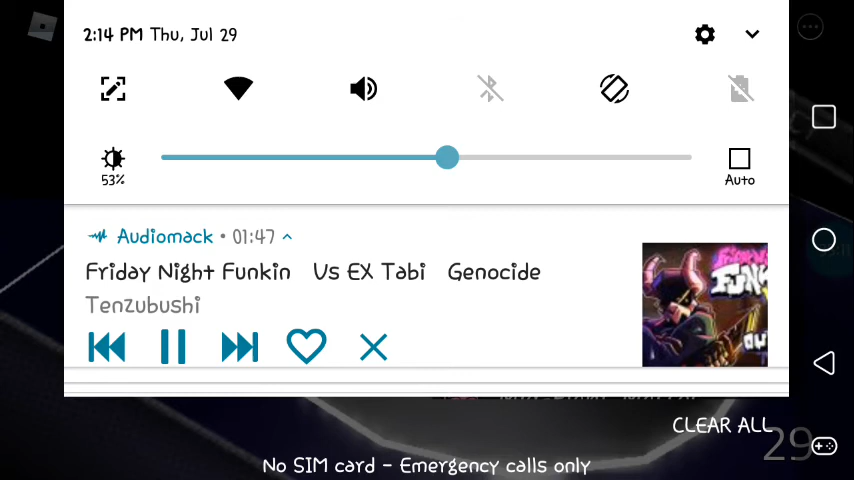 2:14 PM Thu, Jul 29
53%
Auto
Audiomack • 01:47
Friday Night Funkin Vs EX Tabi Genocide
Tenzubushi
CLEAR ALL
29
No SIM card – Emergency calls only